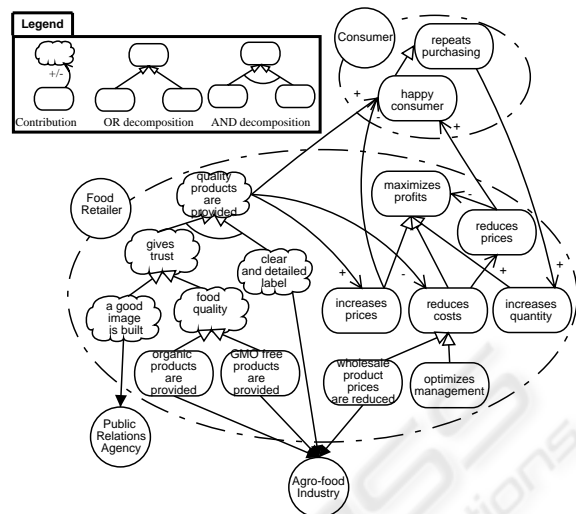 Legend
+/-
Contribution
OR decomposition
AND decomposition
Consumer
repeats
purchasing
happy
consumer
+
-
+
Food
Retailer
quality
products
are
provided
maximizes
profits
-
reduces
prices
gives
trust
clear
and detailed
label
+
-
+
+
a good
image
is built
food
quality
increases
prices
reduces
costs
increases
quantity
organic
products
are
provided
GMO free
products
are
provided
wholesale
product
prices
are reduced
optimizes
management
Public
Relations
Agency
Agro-food
Industry